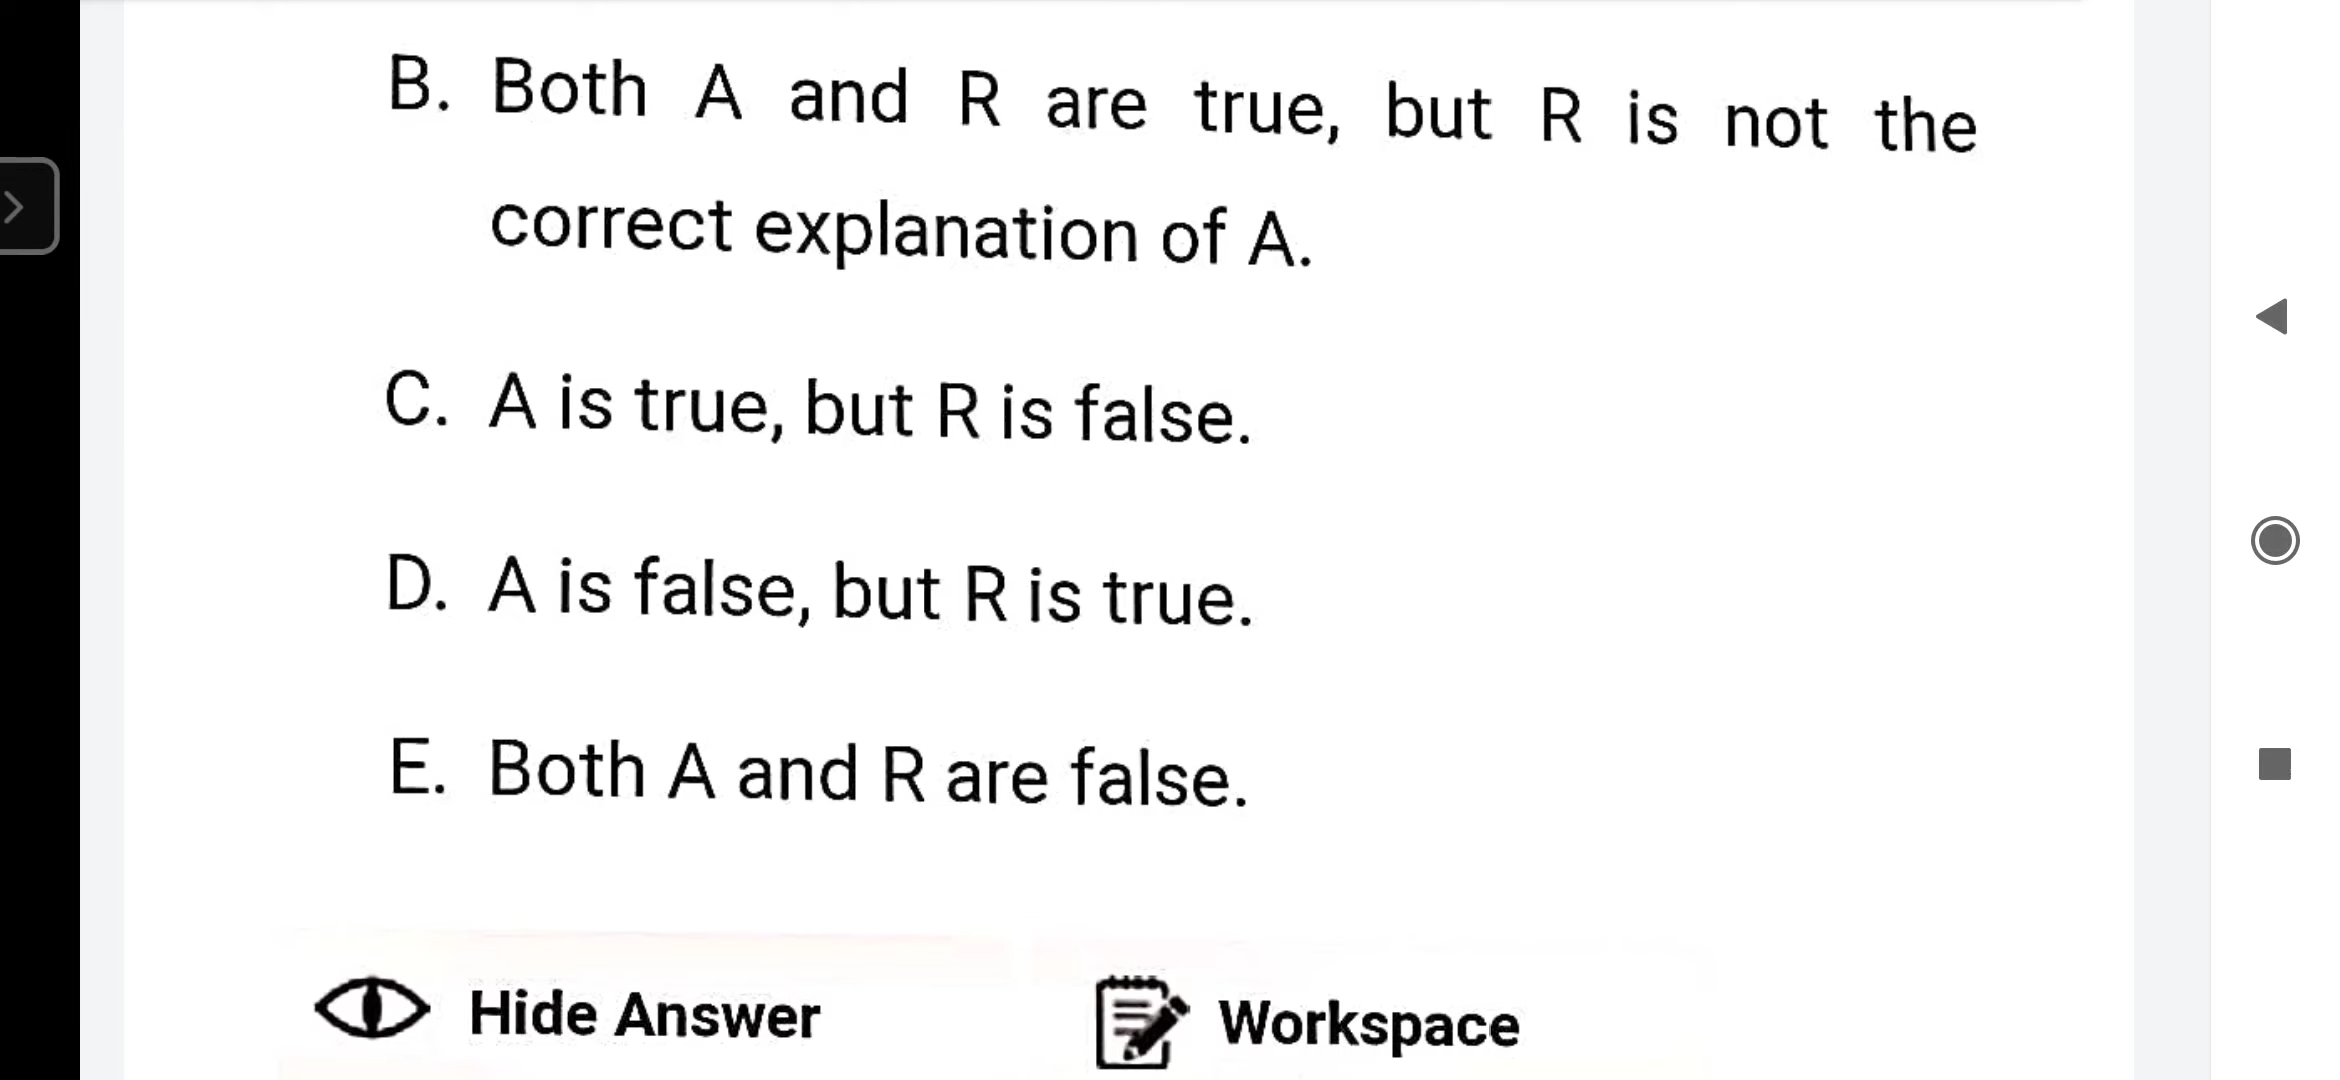 B. Both A and R are true, but R is not the
correct explanation of A.
C. A is true, but R is false.
D. A is false, but R is true.
E. Both A and R are false.
Hide Answer
Workspace